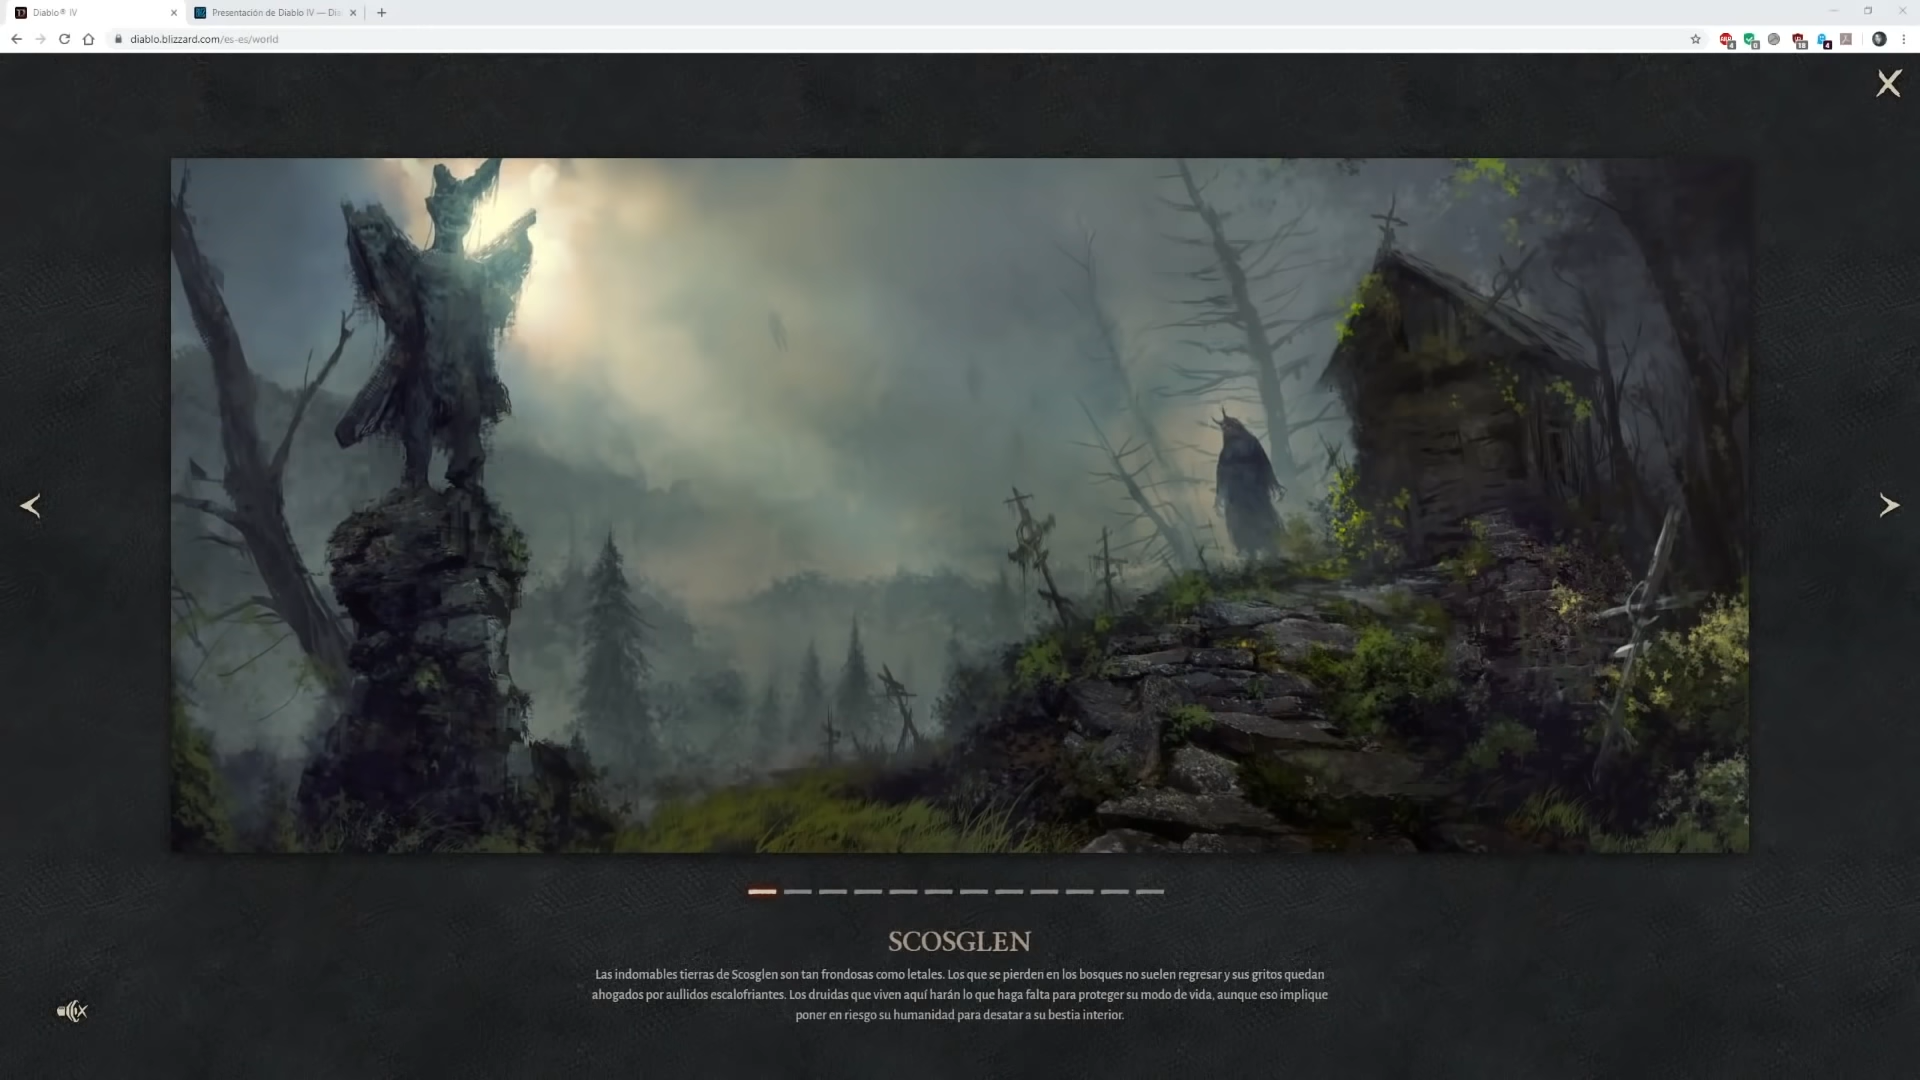 Diablo® IV
Presentación de Diablo IV — Dia
diablo.blizzard.com/es-es/world
SCOSGLEN
Las indomables tierras de Scosglen son tan frondosas como letales. Los que se pierden en los bosques no suelen regresar y sus gritos quedan
ahogados por aullidos escalofriantes. Los druidas que viven aquí harán lo que haga falta para proteger su modo de vida, aunque eso implique
poner en riesgo su humanidad para desatar a su bestia interior.